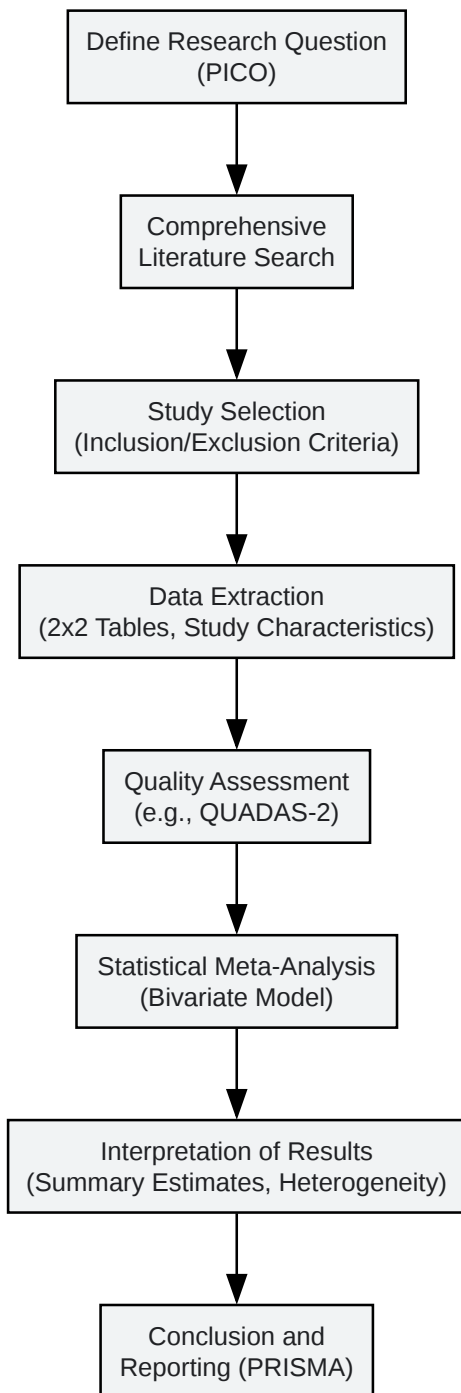 Define Research Question
(PICO)
Comprehensive
Literature Search
Study Selection
(Inclusion/Exclusion Criteria)
Data Extraction
(2x2 Tables, Study Characteristics)
Quality Assessment
(e.g., QUADAS-2)
Statistical Meta-Analysis
(Bivariate Model)
Interpretation of Results
(Summary Estimates, Heterogeneity)
Conclusion and
Reporting (PRISMA)